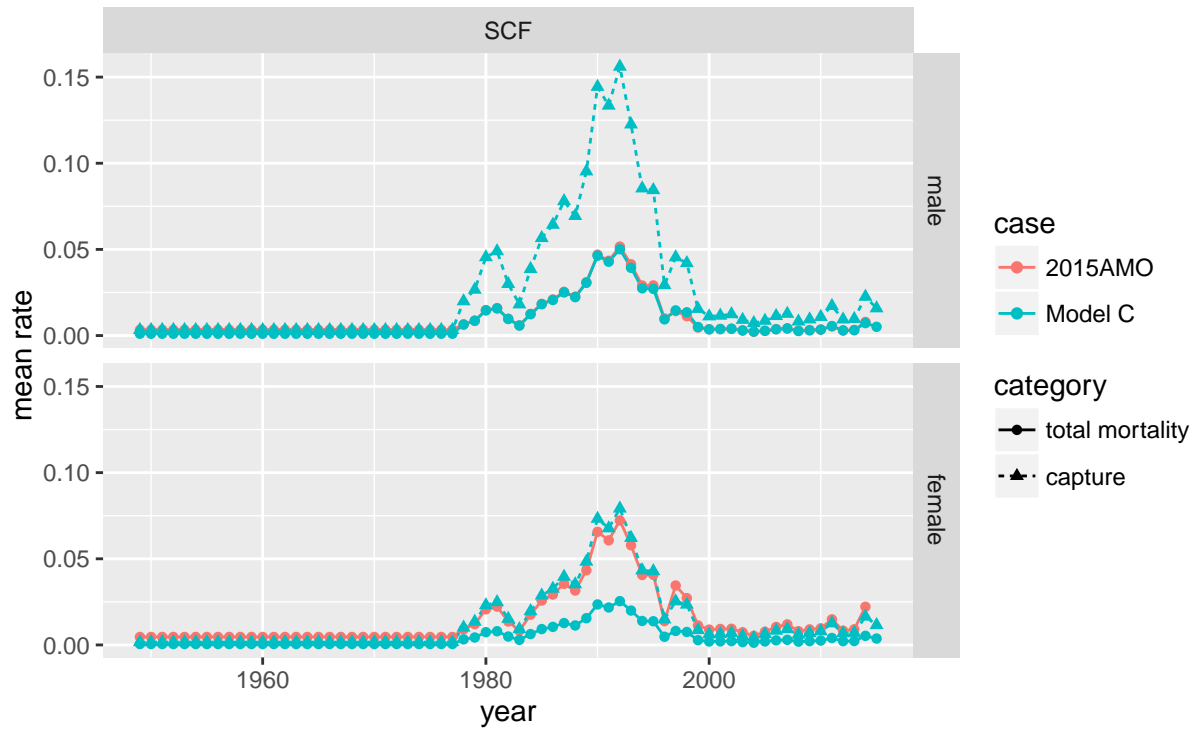 SCF
mean rate
0.15
0.10
0.05
0.00
male
0.15
0.10
0.05
0.00
female
1960
1980
2000
year
case
2015AMO
Model C
category
total mortality
capture